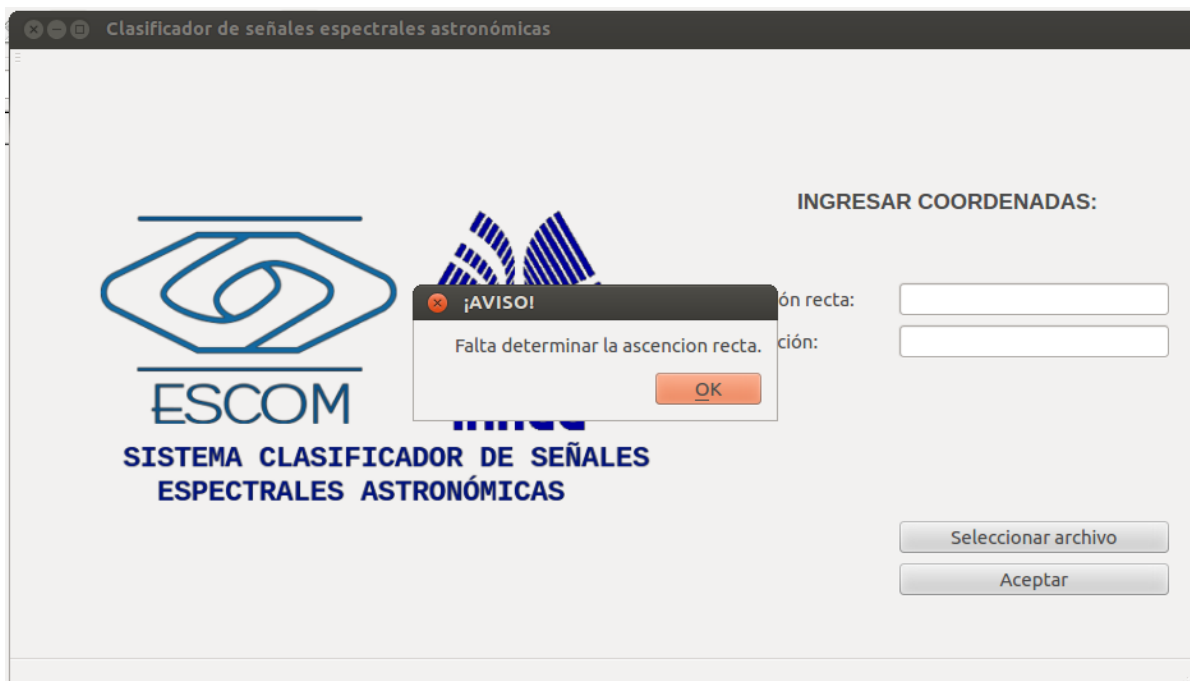 Clasificador de señales espectrales astronómicas
INGRESAR COORDENADAS:
¡AVISO!
Falta determinar la ascencion recta.
OK
ón recta:
ción:
ESCOM
SISTEMA CLASIFICADOR DE SEÑALES
ESPECTRALES ASTRONÓMICAS
Seleccionar archivo
Aceptar